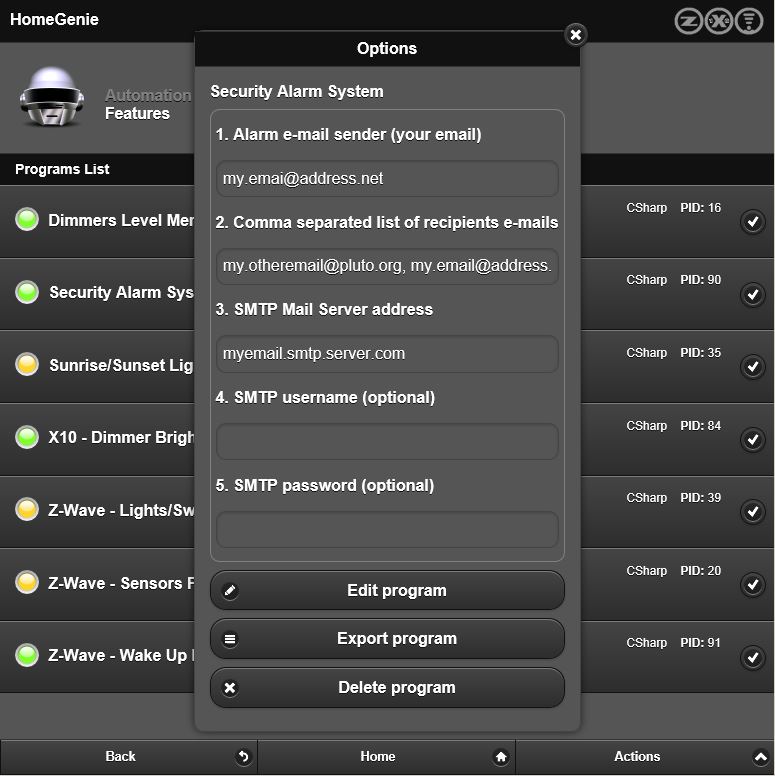 HomeGenie
Options
Automation
Features
Security Alarm System
1. Alarm e-mail sender (your email)
my.emai@address.net
2. Comma separated list of recipients e-mails
my.otheremail@pluto.org, my.email@address.
3. SMTP Mail Server address
myemail.smtp.server.com
4. SMTP username (optional)
5. SMTP password (optional)
Edit program
Export program
Delete program
Programs List
Dimmers Level Mer CSharp PID: 16
Security Alarm Sys CSharp PID: 90
Sunrise/Sunset Lig CSharp PID: 35
X10 - Dimmer Brigh CSharp PID: 84
Z-Wave - Lights/Sw CSharp PID: 39
Z-Wave - Sensors CSharp PID: 20
Z-Wave - Wake Up CSharp PID: 91
Back Home Actions